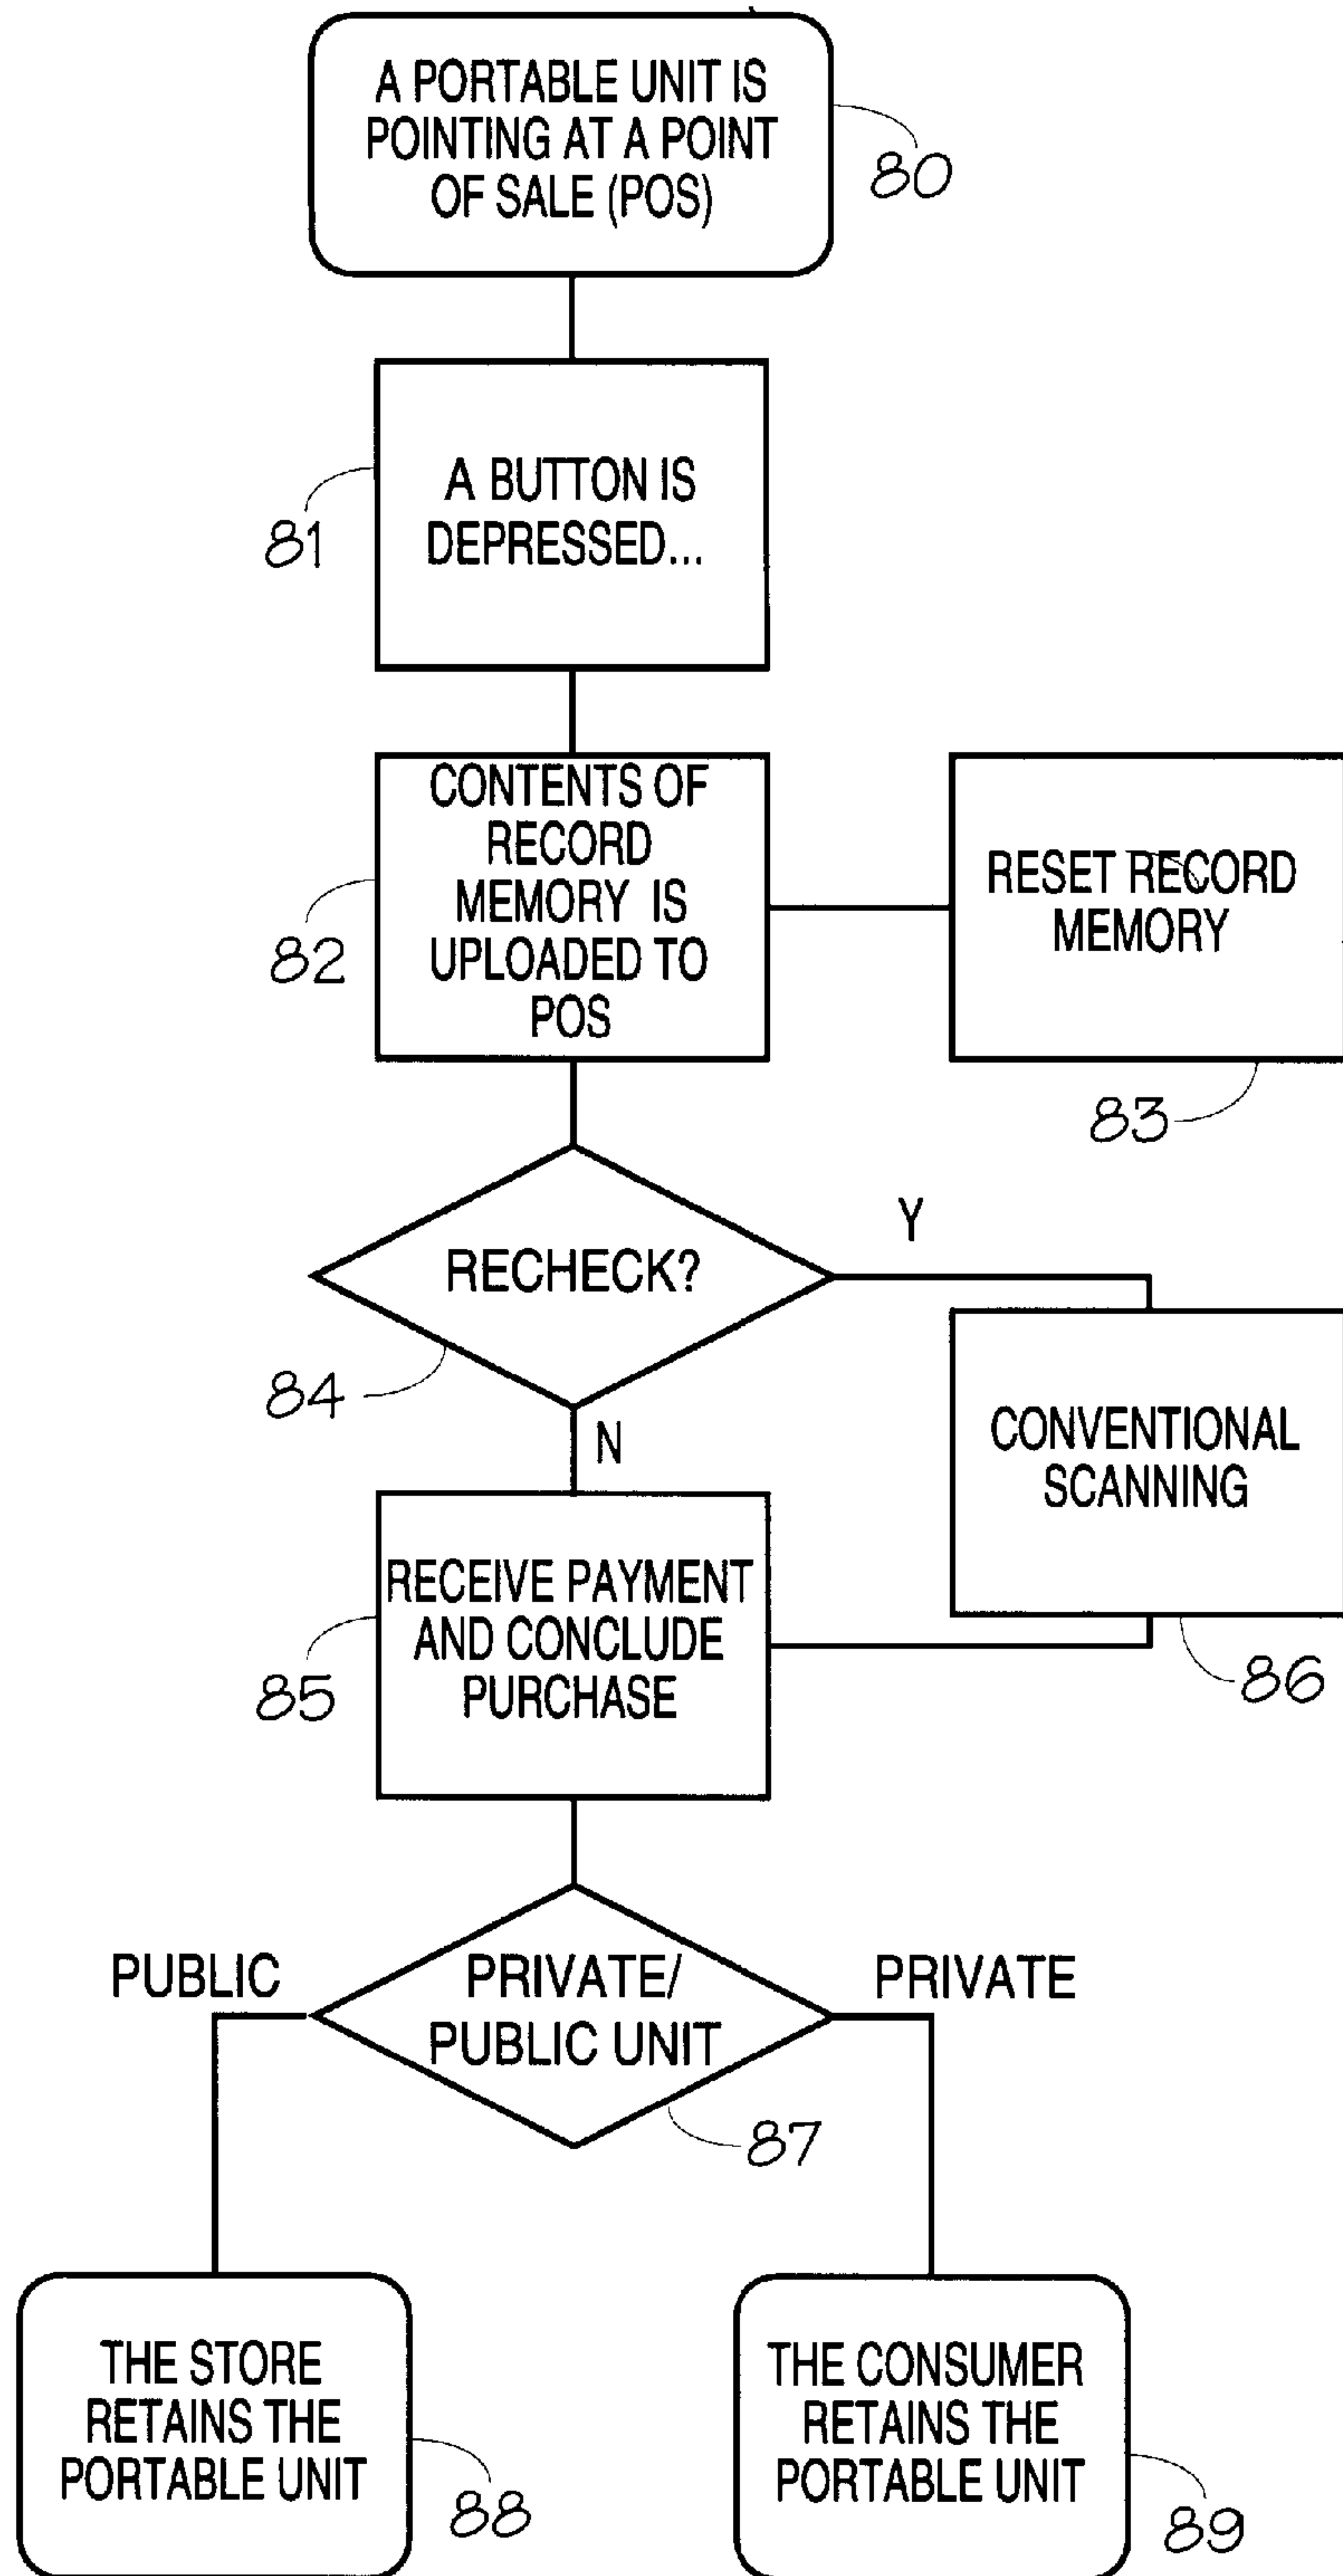 A PORTABLE UNIT IS
POINTING AT A POINT
OF SALE (POS)
80
A BUTTON IS
DEPRESSED...
81
CONTENTS OF
RECORD
MEMORY IS
UPLOADED TO
POS
82
RESET RECORD
MEMORY
83
RECHECK?
84
Y
N
CONVENTIONAL
SCANNING
86
RECEIVE PAYMENT
AND CONCLUDE
PURCHASE
85
PUBLIC
PRIVATE/
PUBLIC UNIT
PRIVATE
87
THE STORE
RETAINS THE
PORTABLE UNIT
88
THE CONSUMER
RETAINS THE
PORTABLE UNIT
89